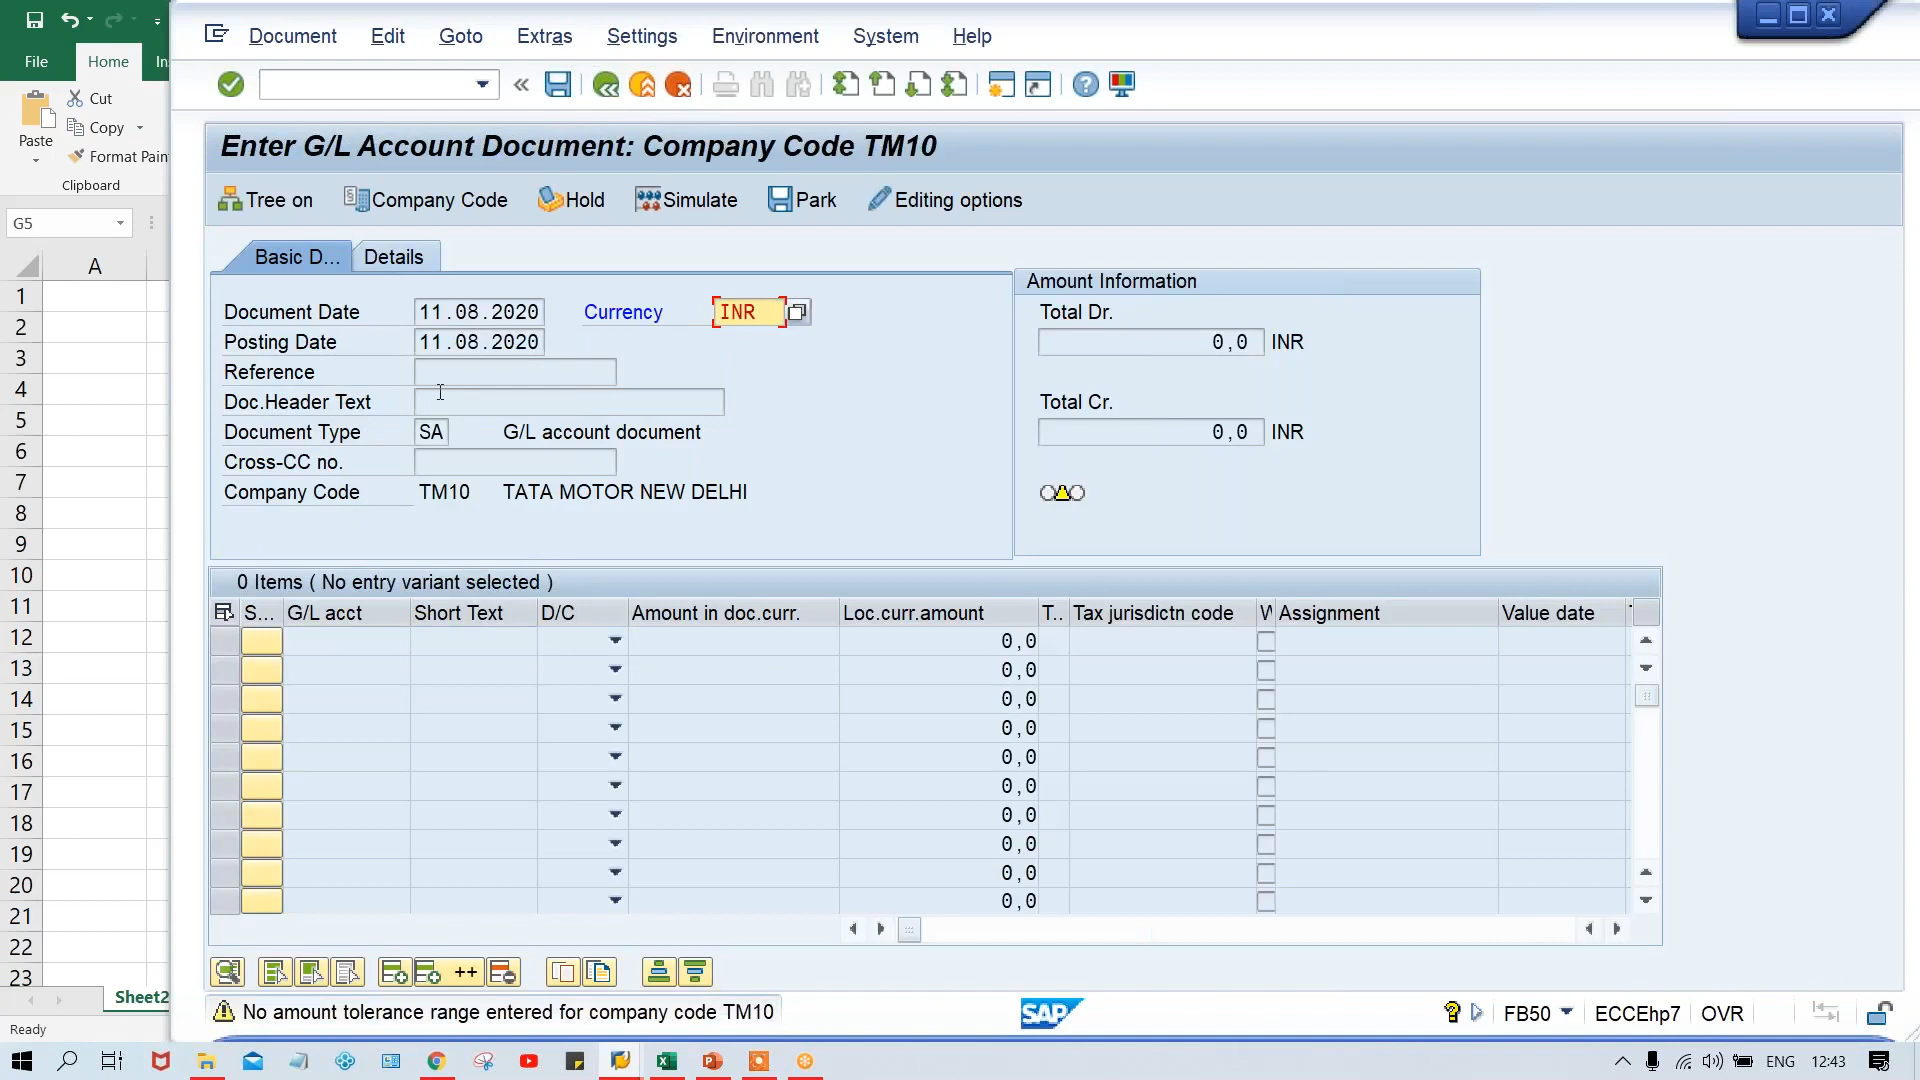 Document Edit Goto Extras Settings Environment System Help
File Home In
Cut
Copy
Paste Format Pain
Clipboard
G5
A
1
2
3
4
5
6
7
8
9
10
11
12
13
14
15
16
17
18
19
20
21
22
23
Sheet2
Ready
Enter G/L Account Document: Company Code TM10
Tree on Company Code Hold Simulate Park Editing options
Basic D... Details
Document Date 11.08.2020 Currency INR
Posting Date 11.08.2020
Reference
Doc.Header Text
Document Type SA G/L account document
Cross-CC no.
Company Code TM10 TATA MOTOR NEW DELHI
Amount Information
Total Dr.
0,0 INR
Total Cr.
0,0 INR
0 Items ( No entry variant selected )
S... G/L acct Short Text D/C Amount in doc.curr. Loc.curr.amount T.. Tax jurisdictn code W Assignment Value date
0,0
0,0
0,0
0,0
0,0
0,0
0,0
0,0
0,0
0,0
No amount tolerance range entered for company code TM10
SAP
FB50 ECCEhp7 OVR
ENG 12:43